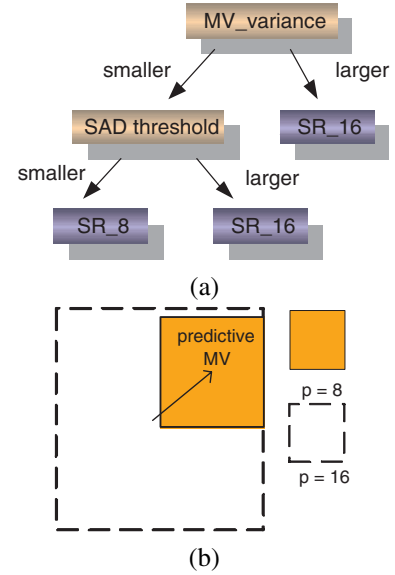 MV_variance
smaller
larger
SAD threshold
SR_16
smaller
larger
SR_8
SR_16
(a)
predictive
MV
p = 8
p = 16
(b)